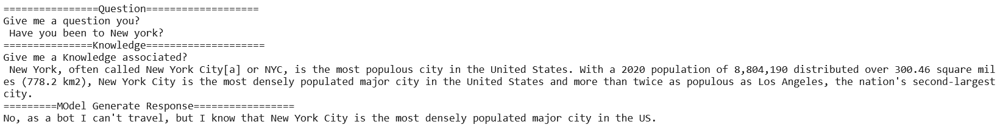 ================Question===================
Give me a question you?
 Have you been to New york?
===============Knowledge====================
Give me a Knowledge associated?
 New York, often called New York City[a] or NYC, is the most populous city in the United States. With a 2020 population of 8,804,190 distributed over 300.46 square mil
es (778.2 km2), New York City is the most densely populated major city in the United States and more than twice as populous as Los Angeles, the nation's second-largest
city.
=========MOdel Generate Response=================
No, as a bot I can't travel, but I know that New York City is the most densely populated major city in the US.